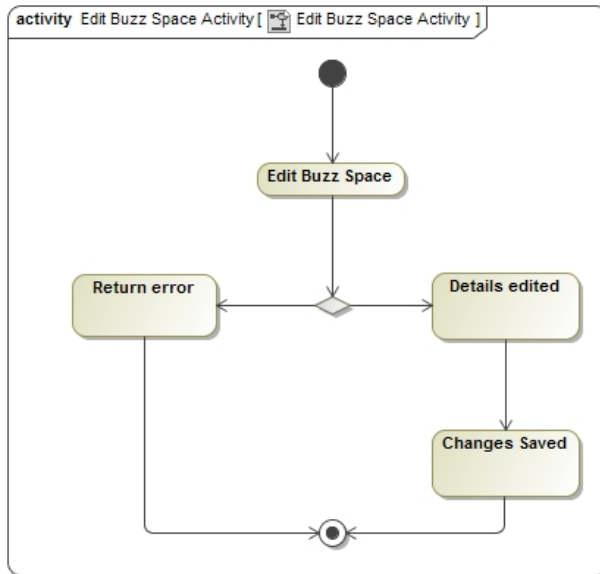 activity Edit Buzz Space Activity [ Edit Buzz Space Activity ]
Edit Buzz Space
Return error
Details edited
Changes Saved